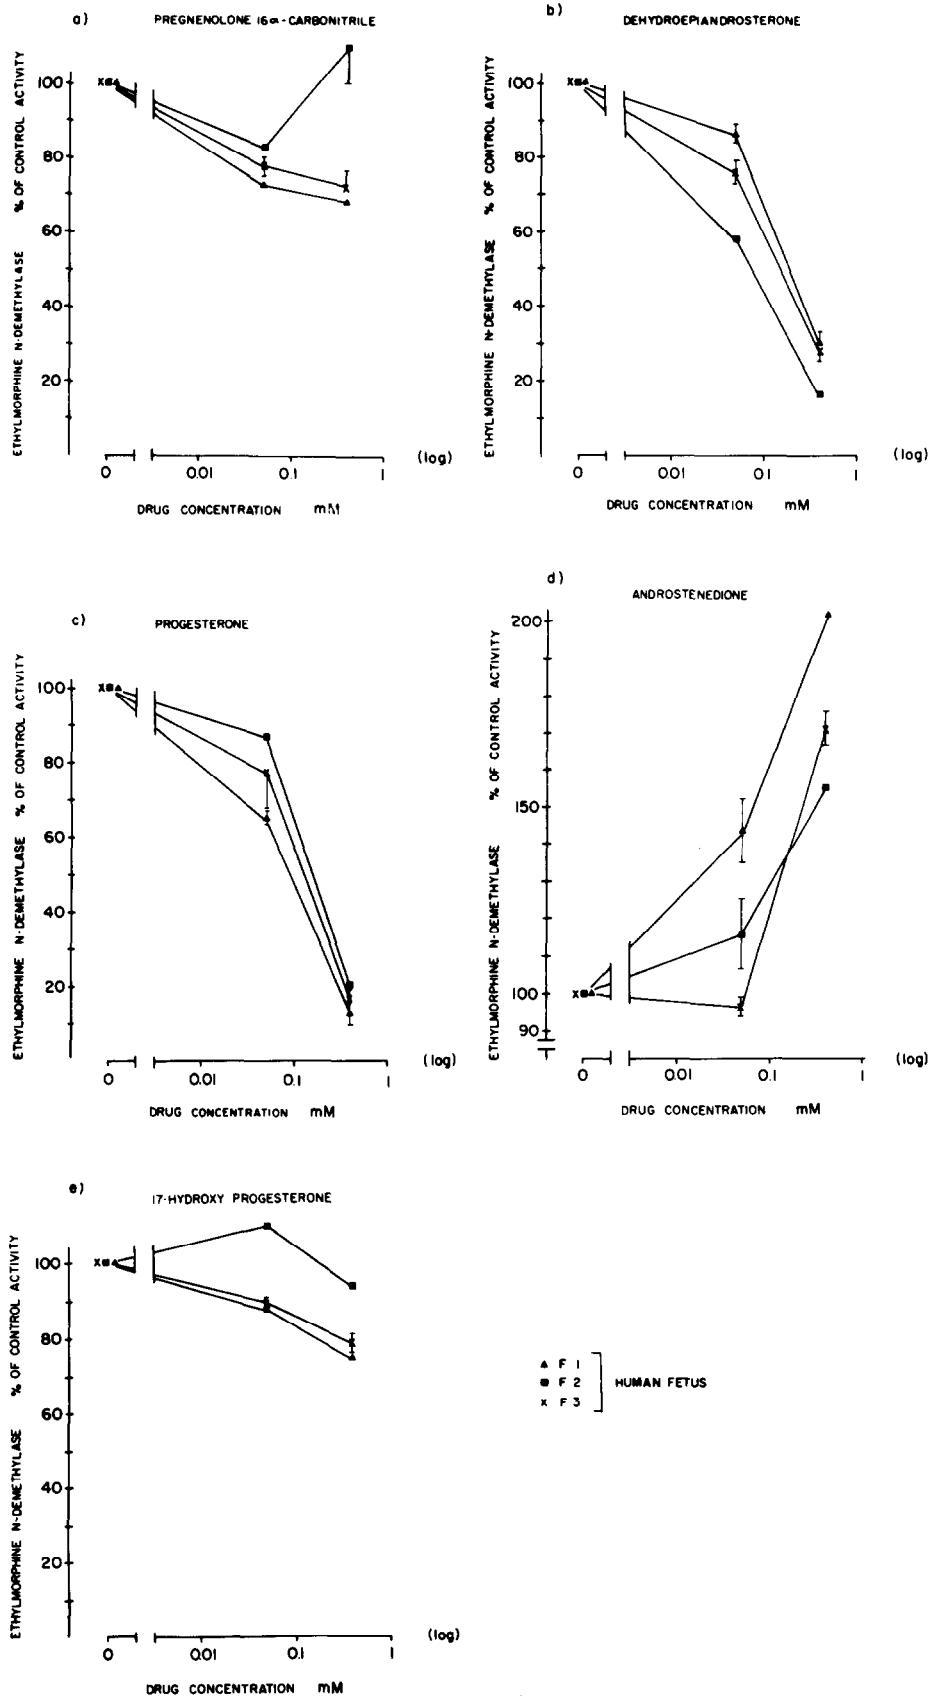 a)
PREGNENOLONE 16α-CARBONITRILE
ETHYLMORPHINE N-DEMETHYLASE % OF CONTROL ACTIVITY
100
80
60
40
20
0 0.01 0.1 1 (log)
DRUG CONCENTRATION mM
b)
DEHYDROEPIANDROSTERONE
ETHYLMORPHINE N-DEMETHYLASE % OF CONTROL ACTIVITY
100
80
60
40
20
0 0.01 0.1 1 (log)
DRUG CONCENTRATION mM
c)
PROGESTERONE
ETHYLMORPHINE N-DEMETHYLASE % OF CONTROL ACTIVITY
100
80
60
40
20
0 0.01 0.1 1 (log)
DRUG CONCENTRATION mM
d)
ANDROSTENEDIONE
ETHYLMORPHINE N-DEMETHYLASE % OF CONTROL ACTIVITY
200
150
100
90
0 0.01 0.1 1 (log)
DRUG CONCENTRATION mM
e)
17-HYDROXY PROGESTERONE
ETHYLMORPHINE N-DEMETHYLASE % OF CONTROL ACTIVITY
100
80
60
40
20
0 0.01 0.1 1 (log)
DRUG CONCENTRATION mM
▲ F 1
■ F 2
x F 3
HUMAN FETUS